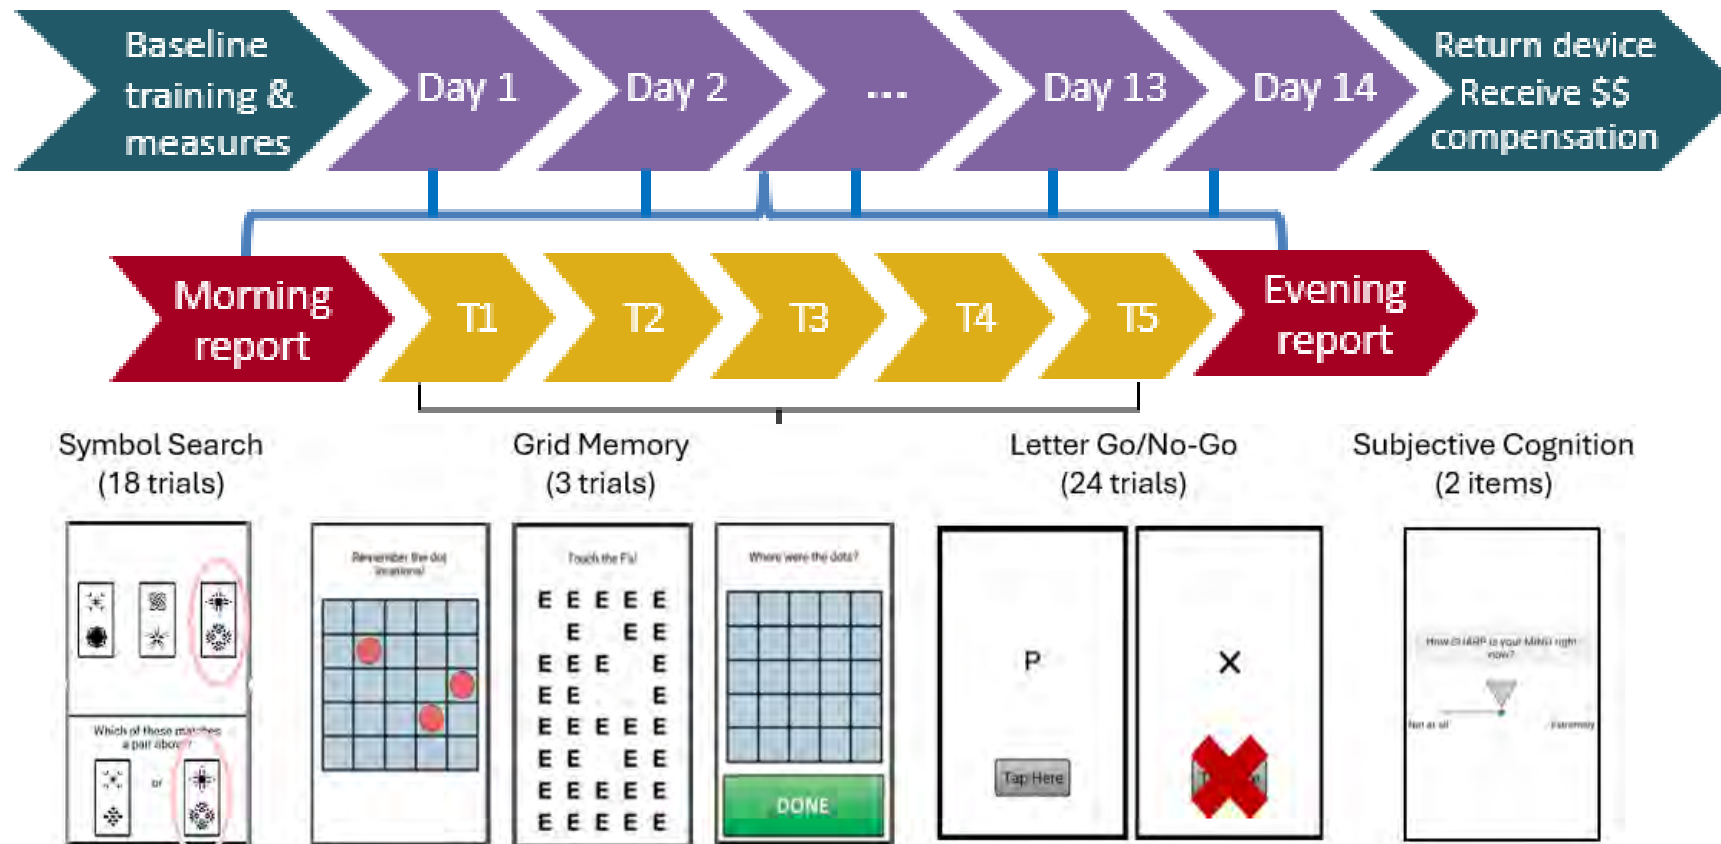 Baseline
training &
measures
Day 1
Day 2
...
Day 13
Day 14
Return device
Receive $$
compensation
Morning
report
T1
T2
T3
T4
T5
Evening
report
Symbol Search
(18 trials)
Grid Memory
(3 trials)
Letter Go/No-Go
(24 trials)
Subjective Cognition
(2 items)
Which of these matches
a pair above?
or
Remember the dot
locations!
Touch the Fs!
E E E E E
E E E
E E E E
E E E
E E E E E
E E E E
E E E E E
E E E E E
Where were the dots?
DONE
P
Tap Here
X
How SHARP is your MIND right
now?
Not at all
Extremely